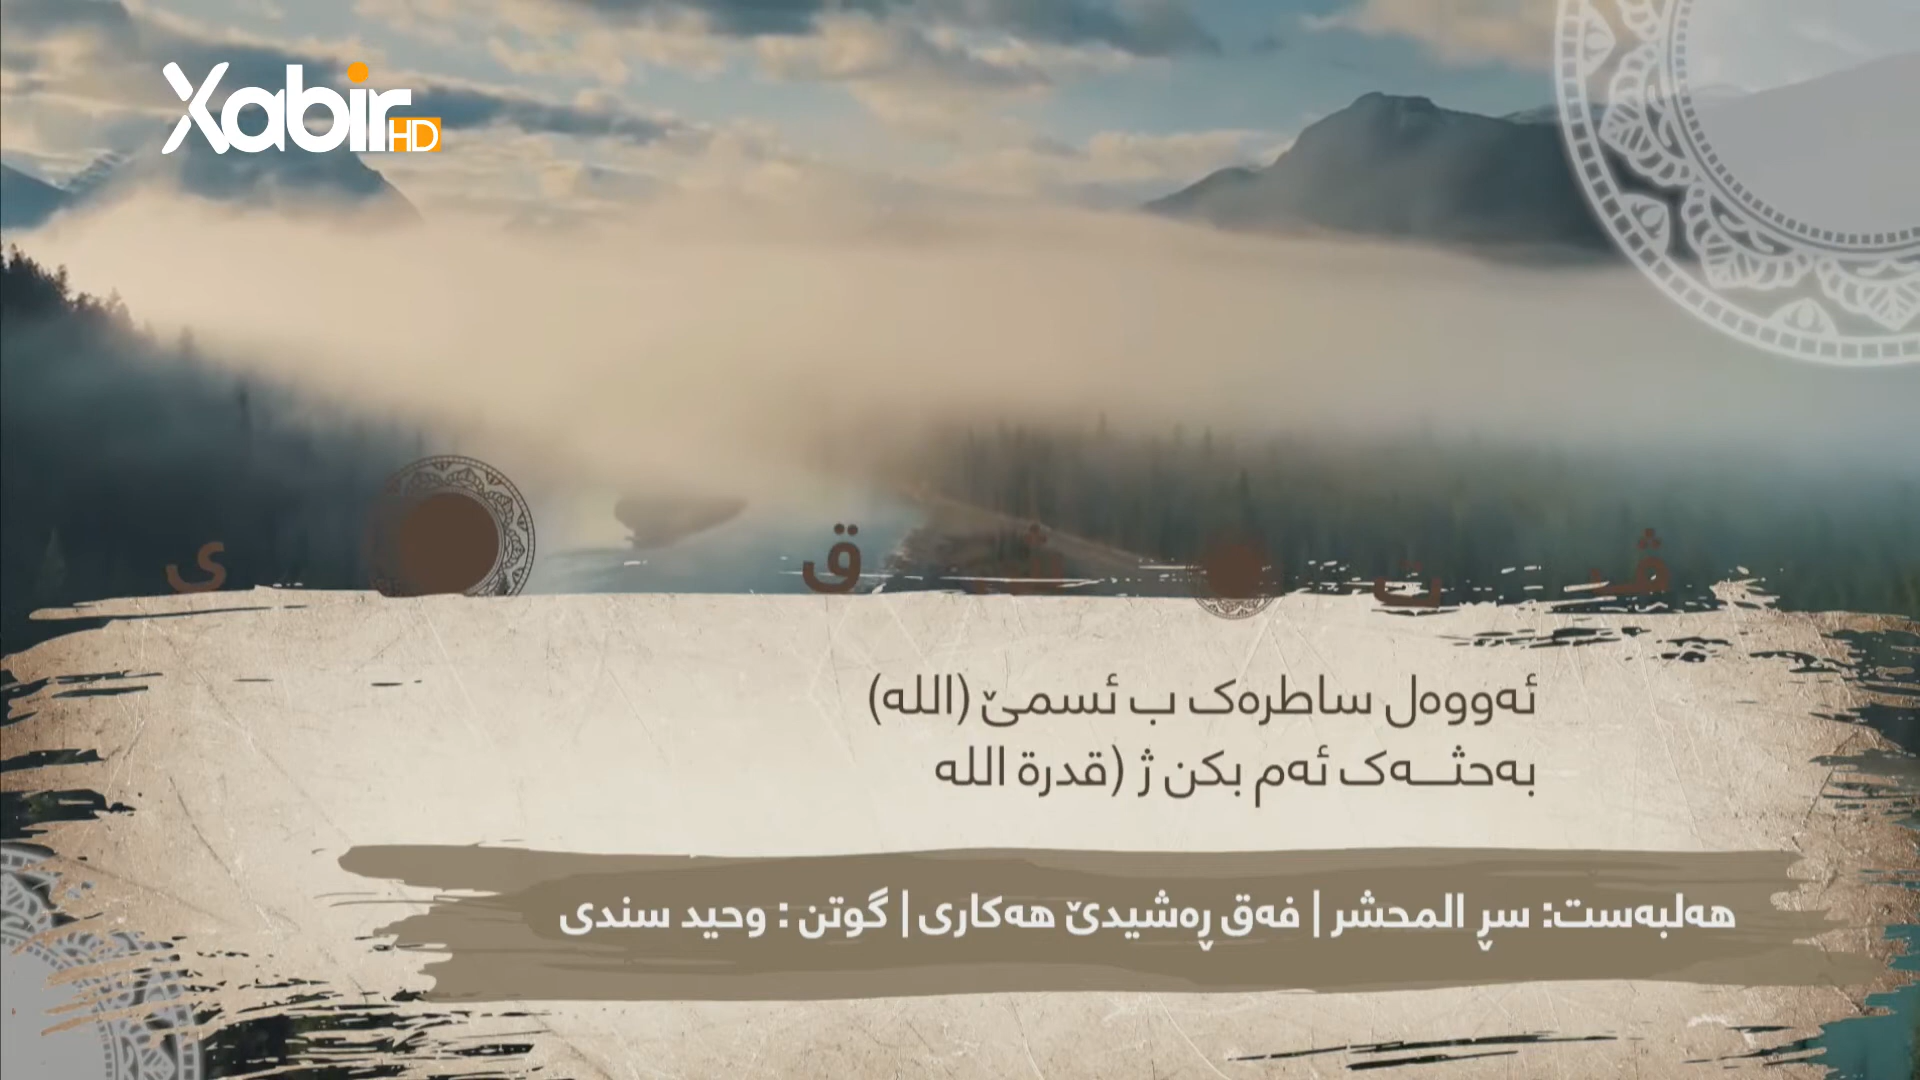 Xabir HD
ی ق ش ت ڤ
ئەووەل ساطرەک ب ئسمێ (الله)
بەحثـــەک ئەم بکن ژ (قدرة الله
هەلبەست: سڕ المحشر | فەق ڕەشیدێ هەکاری | گوتن : وحید سندی